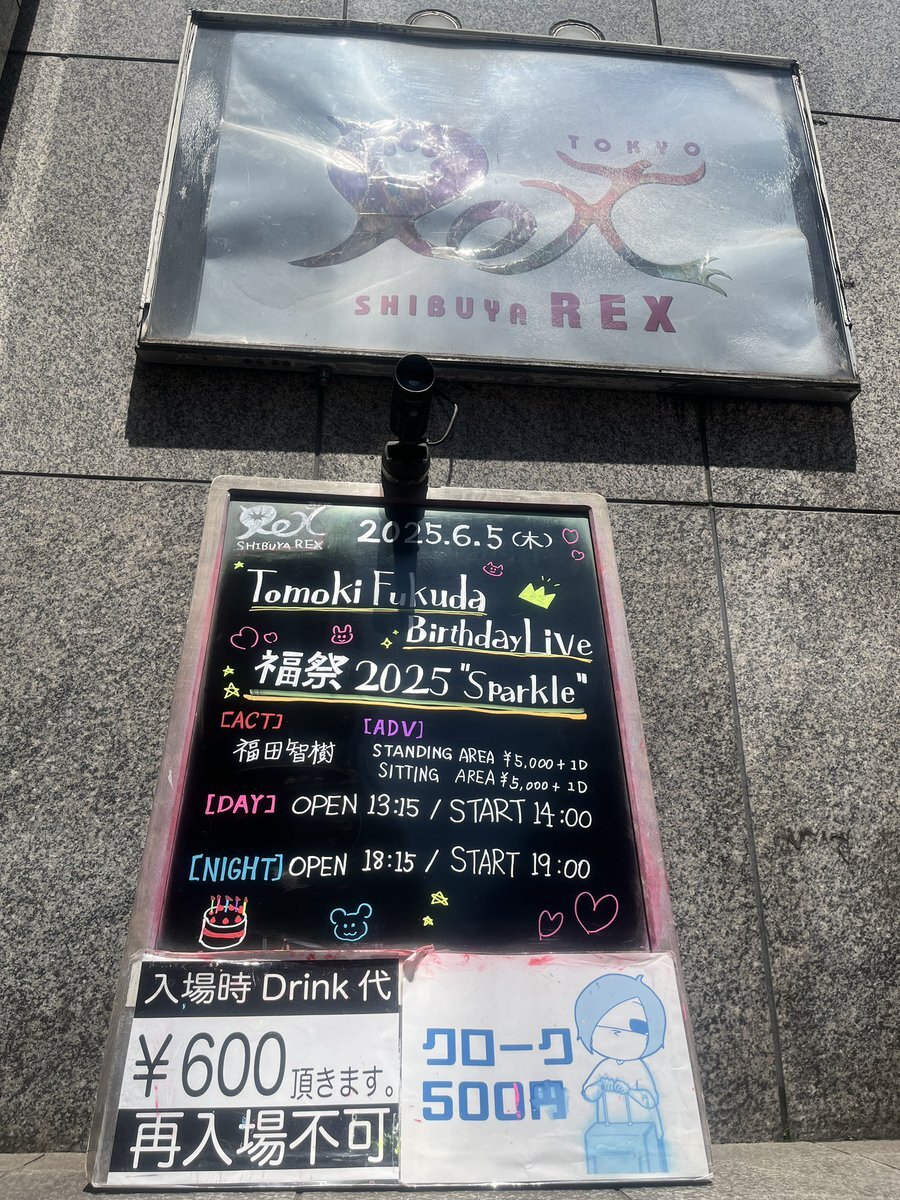 TOKYO
ReX
SHIBUYA REX
ReX
SHIBUYA REX
2025.6.5(木)
Tomoki Fukuda
Birthday Live
福祭 2025 "Sparkle"
[ACT]
福田智樹
[ADV]
STANDING AREA ¥5,000+1D
SITTING AREA ¥5,000+1D
[DAY] OPEN 13:15 / START 14:00
[NIGHT] OPEN 18:15 / START 19:00
入場時 Drink 代
¥600 頂きます。
再入場不可
クローク
500円